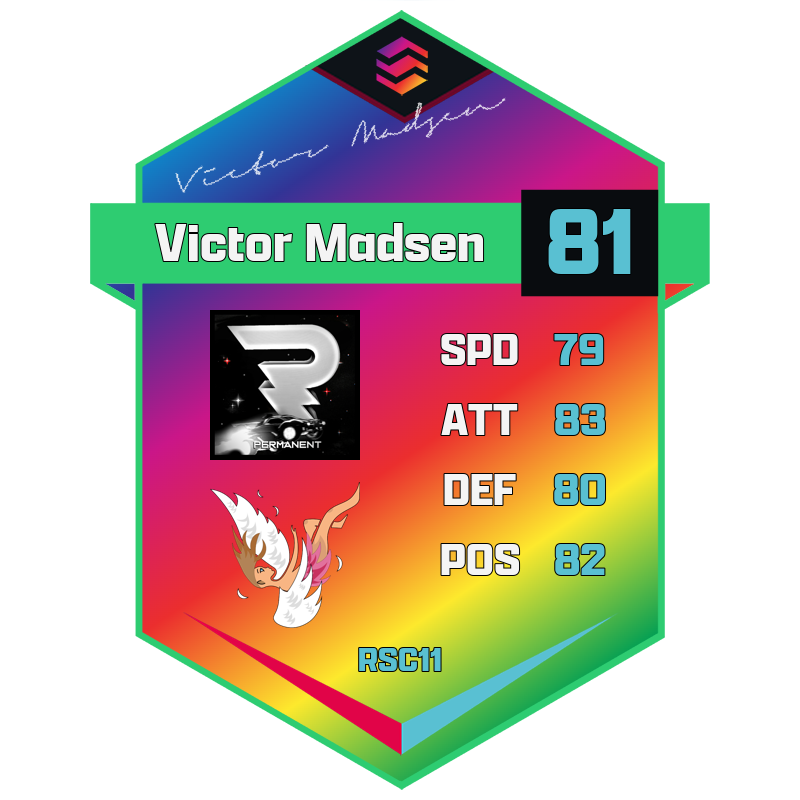 Victor Madsen
Victor Madsen
81
PERMANENT
SPD 79
ATT 83
DEF 80
POS 82
RSC11